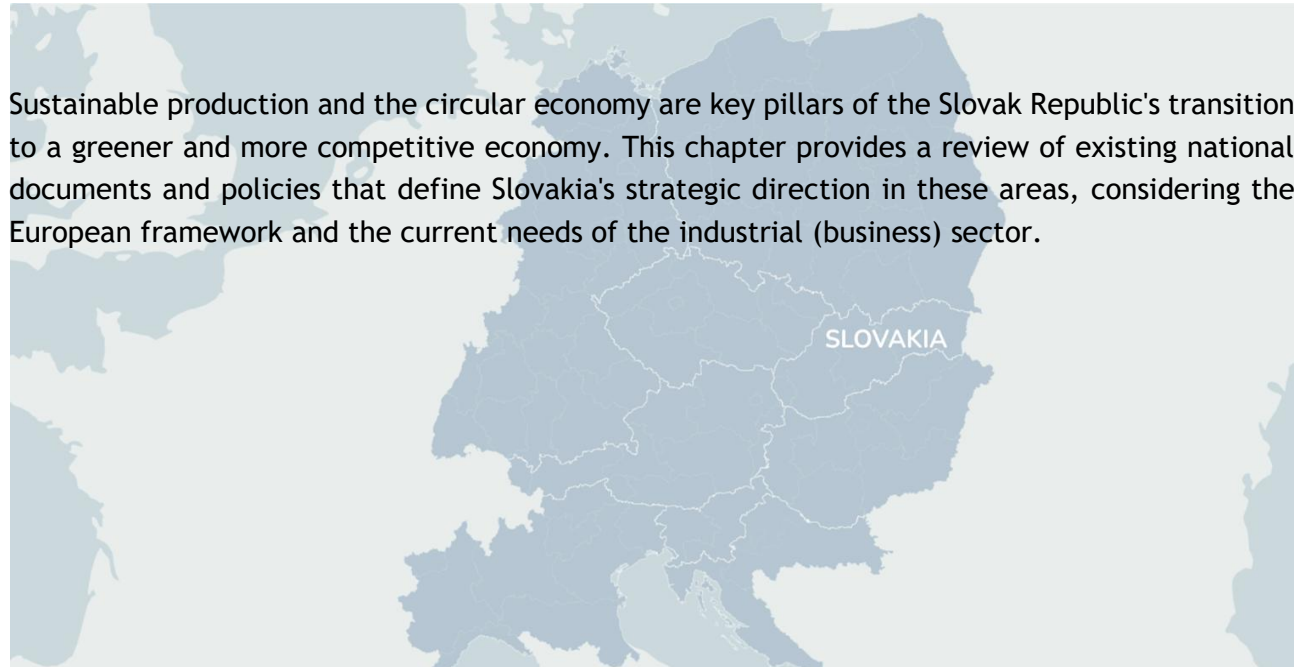 Sustainable production and the circular economy are key pillars of the Slovak Republic's transition
to a greener and more competitive economy. This chapter provides a review of existing national
documents and policies that define Slovakia's strategic direction in these areas, considering the
European framework and the current needs of the industrial (business) sector.
SLOVAKIA